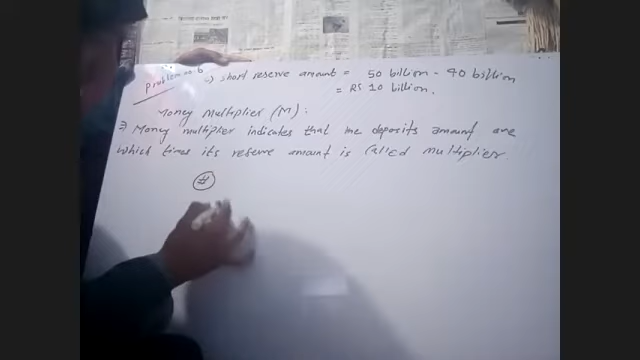 Problem no. 6 → short reserve amount = 50 billion - 40 billion
= RS 10 billion.
Money Multiplier (M):
⇒ Money multiplier indicates that the deposits amount are
which times its reserve amount is called multiplier.
#